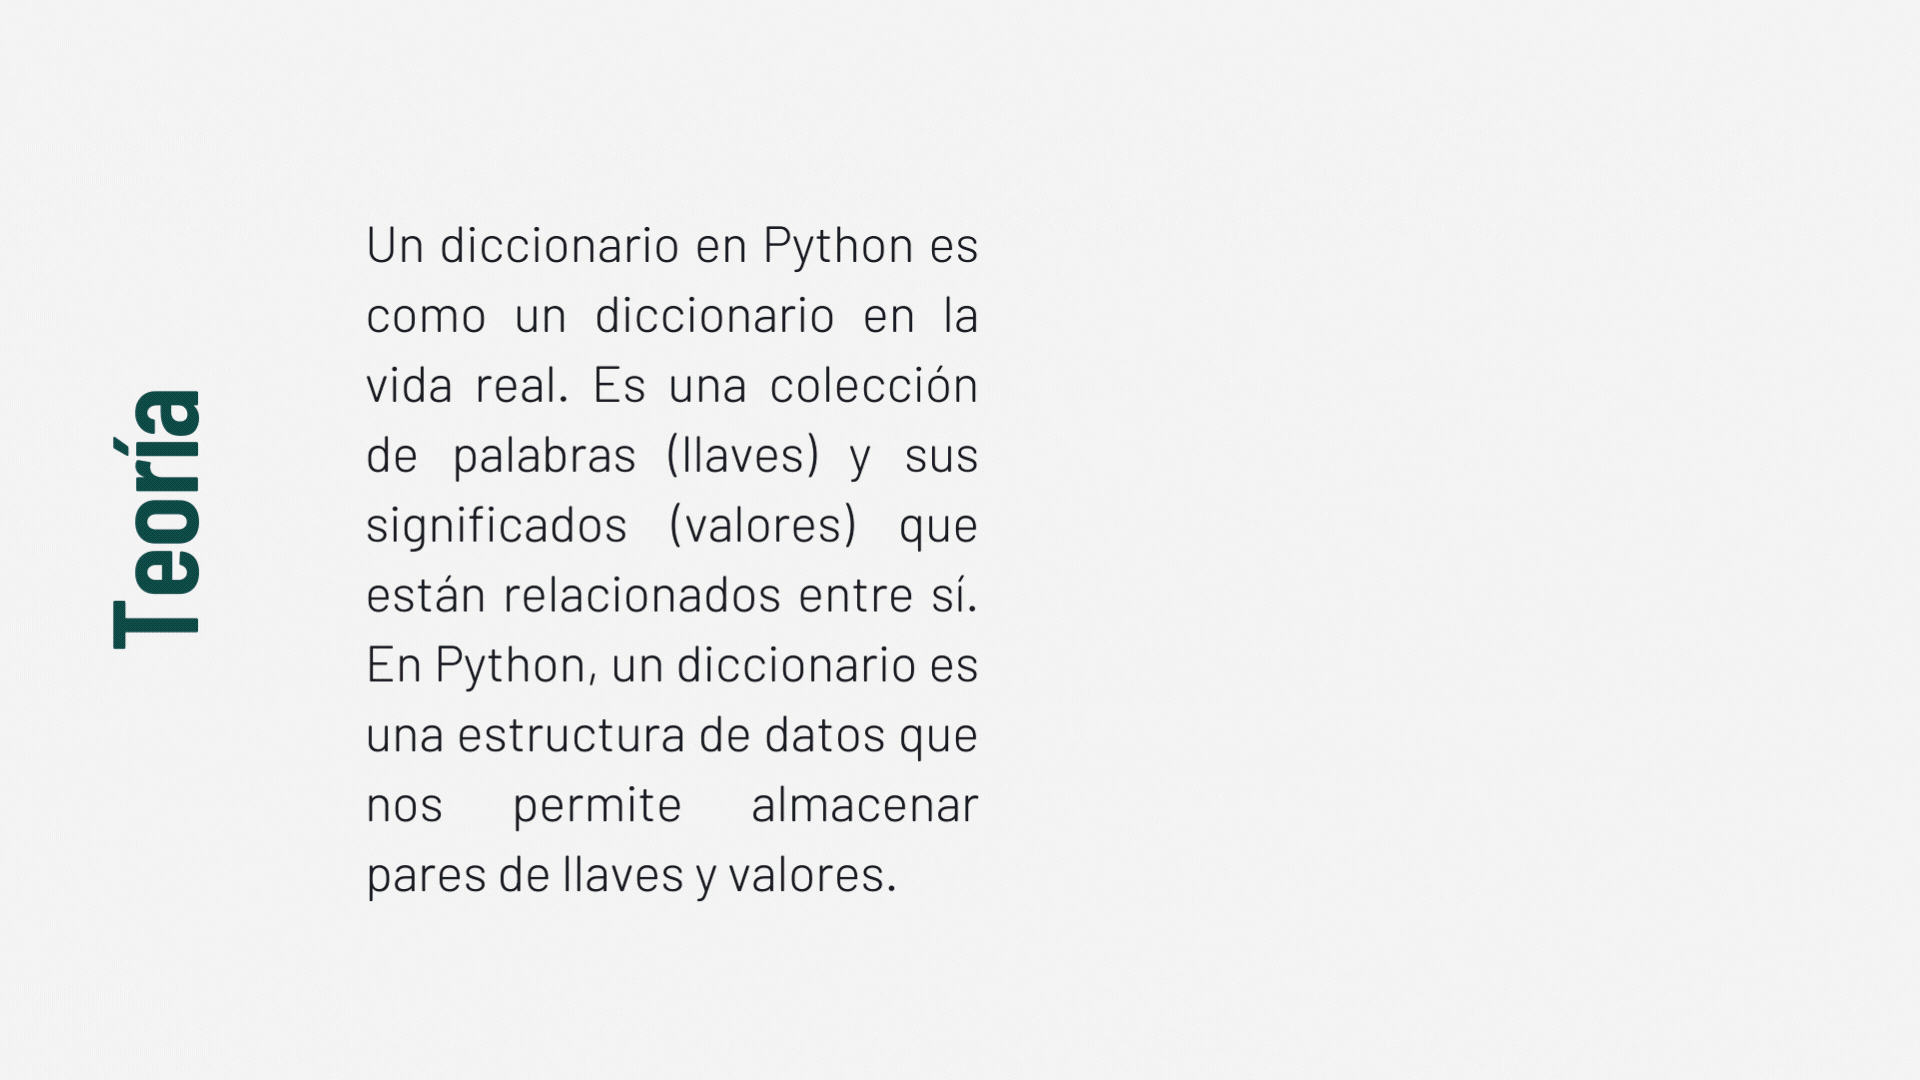 Teoría
Un diccionario en Python es
como un diccionario en la
vida real. Es una colección
de palabras (llaves) y sus
significados (valores) que
están relacionados entre sí.
En Python, un diccionario es
una estructura de datos que
nos permite almacenar
pares de llaves y valores.